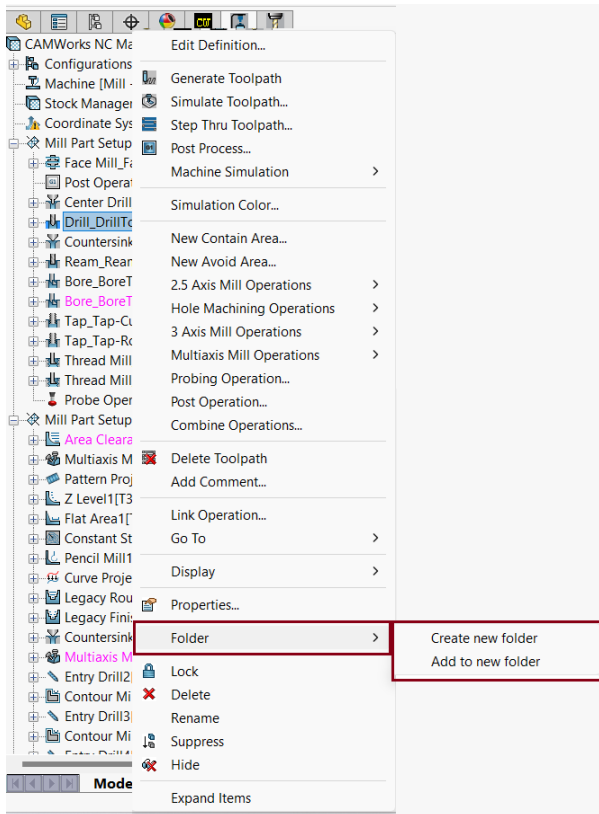 CAMWorks NC Ma
Configurations
Machine [Mill -
Stock Manager
Coordinate Sys
Mill Part Setup
Face Mill_Fa
Post Operat
Center Drill
Drill_DrillTo
Countersink
Ream_Ream
Bore_BoreT
Bore_BoreT
Tap_Tap-Cu
Tap_Tap-Ro
Thread Mill
Thread Mill
Probe Oper
Mill Part Setup
Area Cleara
Multiaxis M
Pattern Proj
Z Level1[T3
Flat Area1[T
Constant St
Pencil Mill1
Curve Proje
Legacy Rou
Legacy Finis
Countersink
Multiaxis M
Entry Drill2[
Contour Mi
Entry Drill3[
Contour Mi
Mode
Edit Definition...
Generate Toolpath
Simulate Toolpath...
Step Thru Toolpath...
Post Process...
Machine Simulation
Simulation Color...
New Contain Area...
New Avoid Area...
2.5 Axis Mill Operations
Hole Machining Operations
3 Axis Mill Operations
Multiaxis Mill Operations
Probing Operation...
Post Operation...
Combine Operations...
Delete Toolpath
Add Comment...
Link Operation...
Go To
Display
Properties...
Folder
Lock
Delete
Rename
Suppress
Hide
Expand Items
Create new folder
Add to new folder